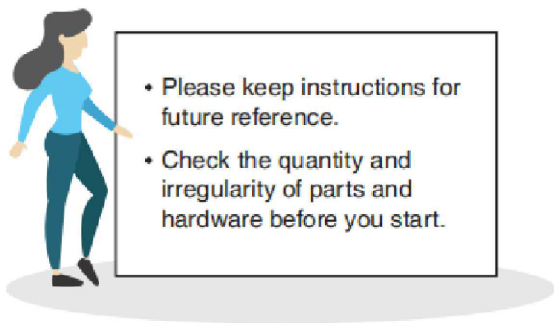 • Please keep instructions for
future reference.
• Check the quantity and
irregularity of parts and
hardware before you start.